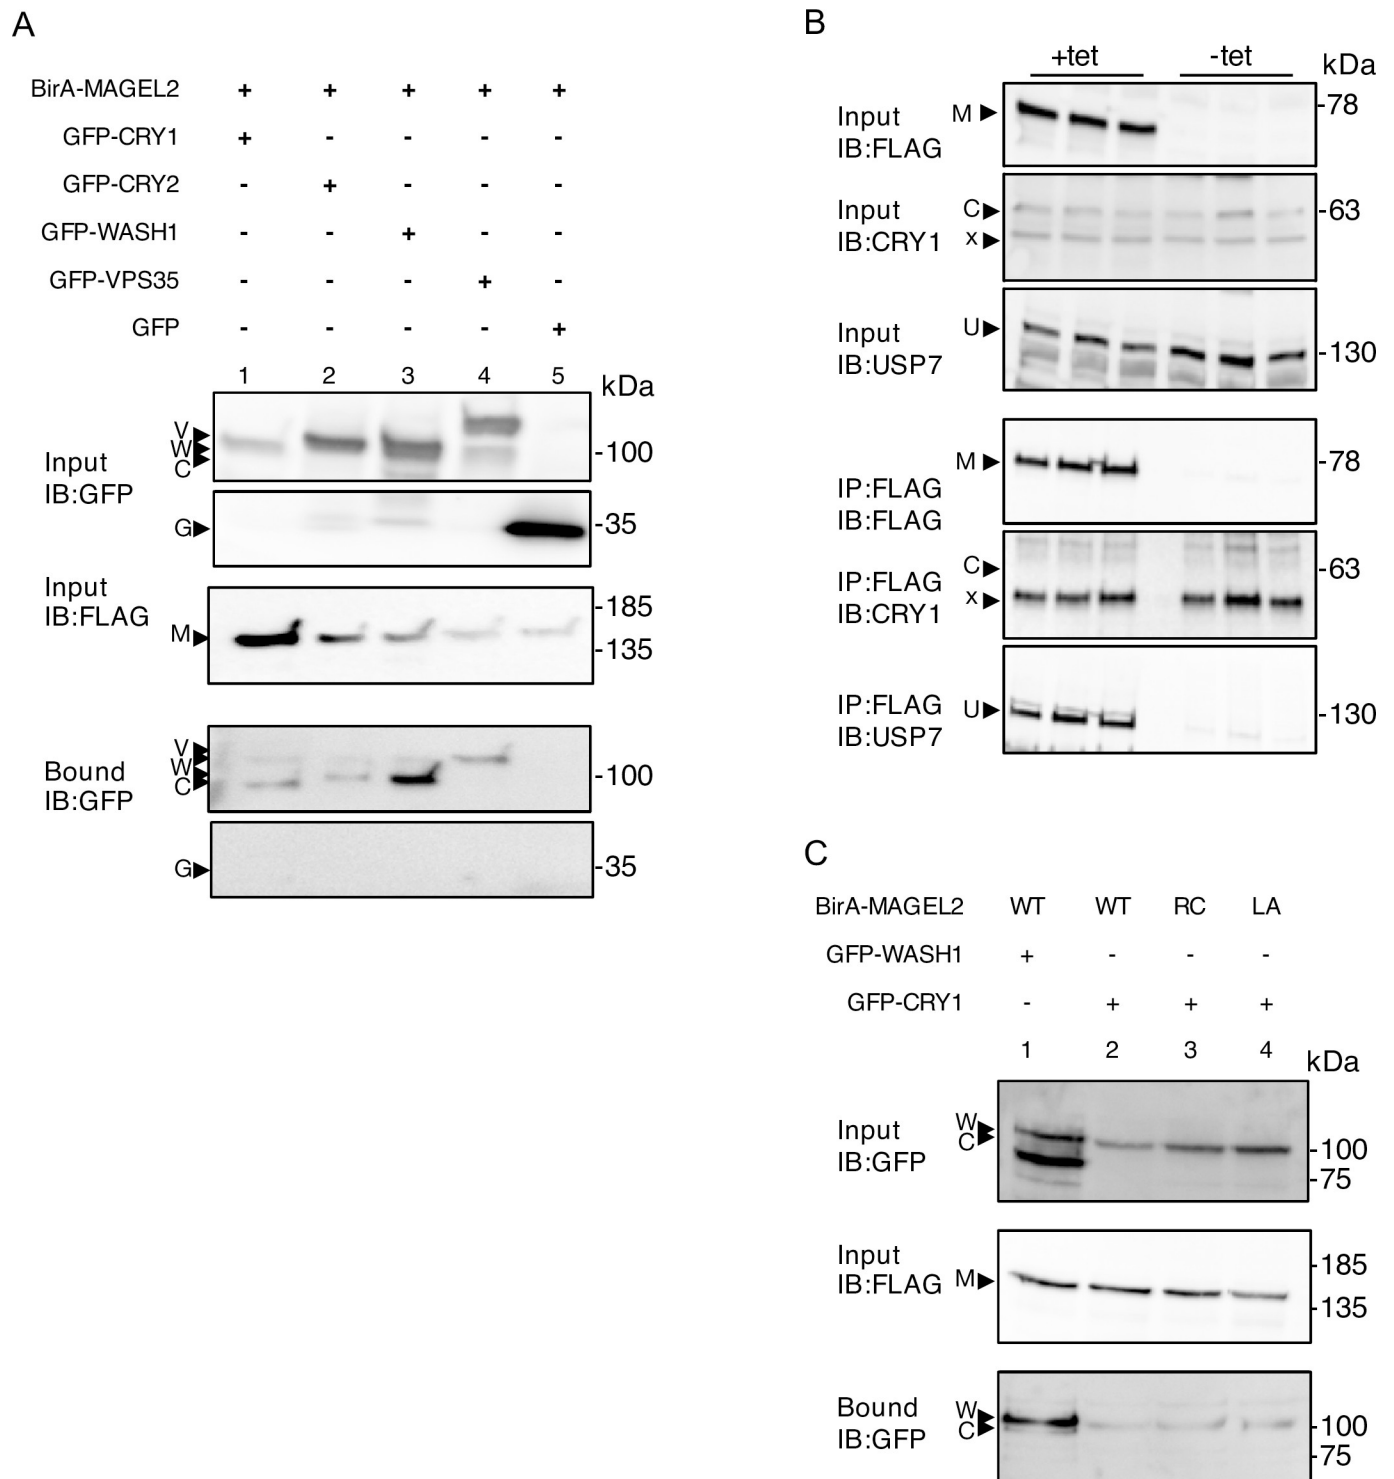 A
BirA-MAGEL2 + + + + +
GFP-CRY1 + - - - -
GFP-CRY2 - + - - -
GFP-WASH1 - - + - -
GFP-VPS35 - - - + -
GFP - - - - +
1 2 3 4 5 kDa
Input
IB:GFP
V
W
C
-100
G
-35
Input
IB:FLAG
M
-185
-135
Bound
IB:GFP
V
W
C
-100
G
-35
B
+tet -tet
kDa
Input
IB:FLAG
M
-78
Input
IB:CRY1
C
x
-63
Input
IB:USP7
U
-130
IP:FLAG
IB:FLAG
M
-78
IP:FLAG
IB:CRY1
C
x
-63
IP:FLAG
IB:USP7
U
-130
C
BirA-MAGEL2 WT WT RC LA
GFP-WASH1 + - - -
GFP-CRY1 - + + +
1 2 3 4
kDa
Input
IB:GFP
W
C
-100
-75
Input
IB:FLAG
M
-185
-135
Bound
IB:GFP
W
C
-100
-75